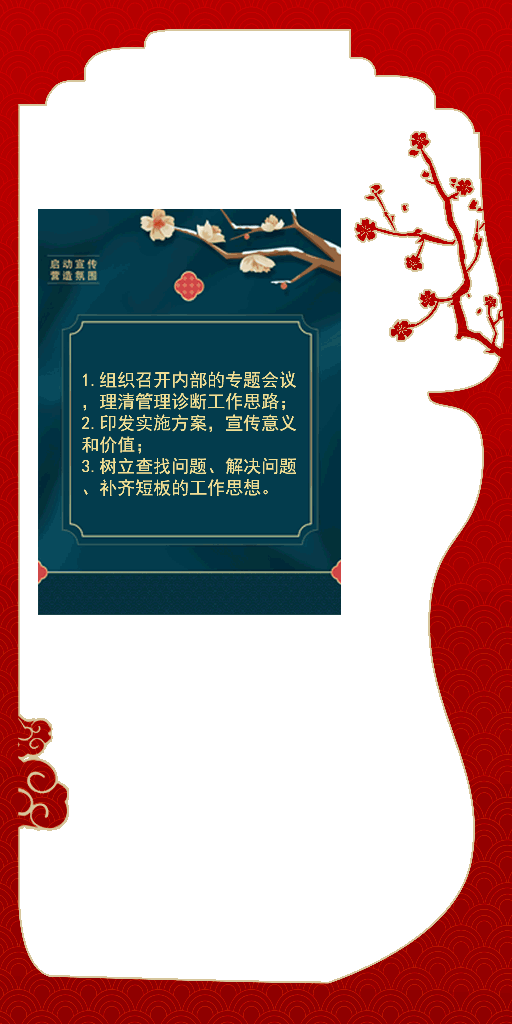 启动宣传
营造氛围
1.组织召开内部的专题会议
，理清管理诊断工作思路；
2.印发实施方案，宣传意义
和价值；
3.树立查找问题、解决问题
、补齐短板的工作思想。